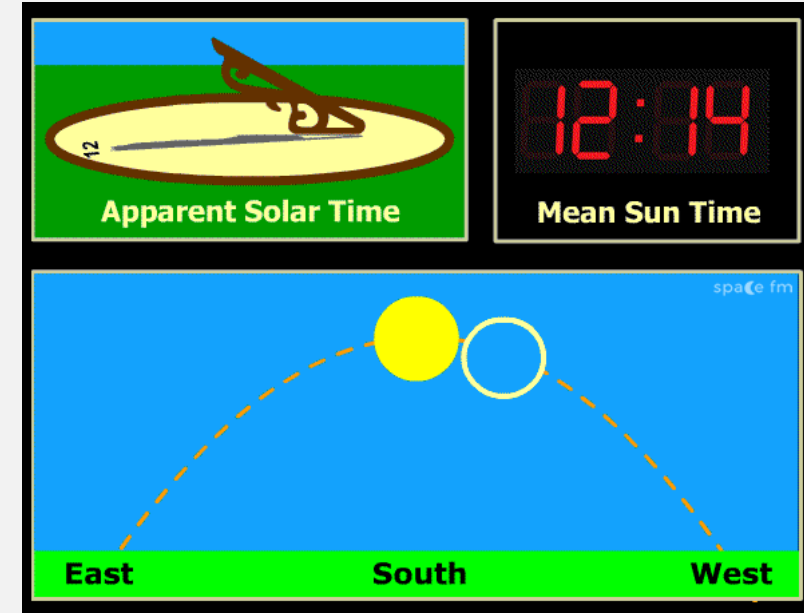 12
Apparent Solar Time
12:14
Mean Sun Time
space fm
East South West